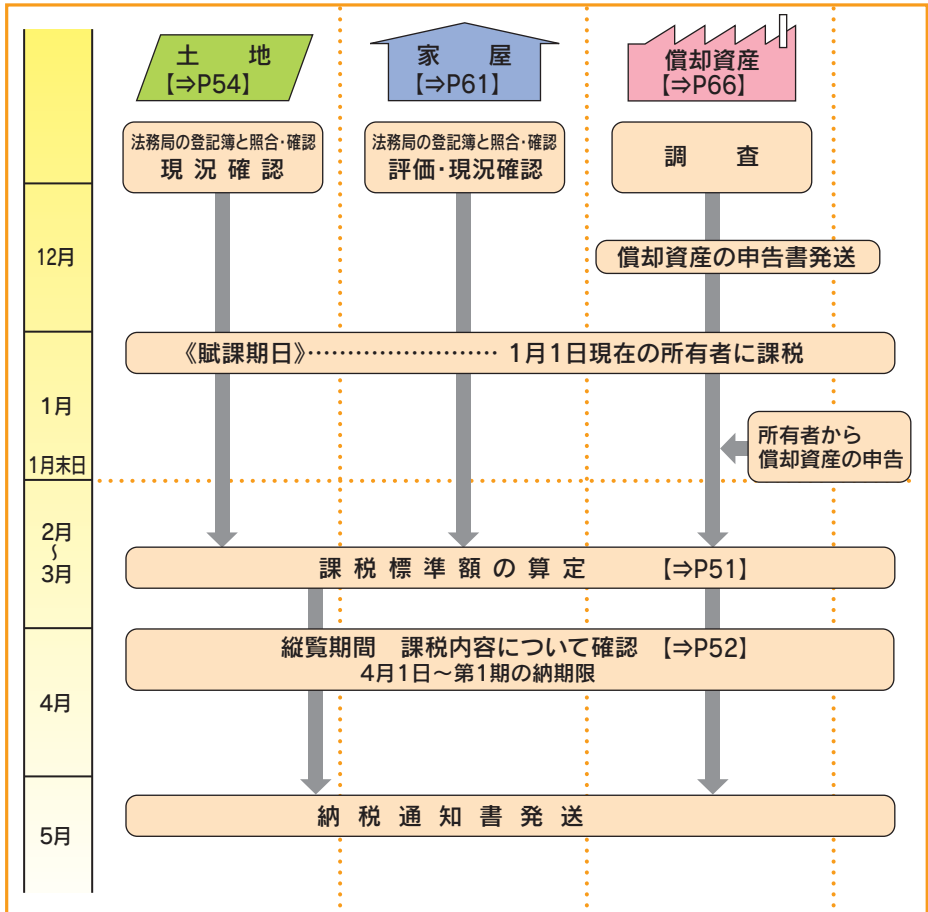 土 地
【⇒P54】
家 屋
【⇒P61】
償却資産
【⇒P66】
法務局の登記簿と照合・確認
現 況 確 認
法務局の登記簿と照合・確認
評価・現況確認
調 査
12月
償却資産の申告書発送
《賦課期日》…………………… 1月1日現在の所有者に課税
1月
所有者から
償却資産の申告
1月末日
2月
〜
3月
課 税 標 準 額 の 算 定 【⇒P51】
縦覧期間 課税内容について確認 【⇒P52】
4月1日〜第1期の納期限
4月
納 税 通 知 書 発 送
5月